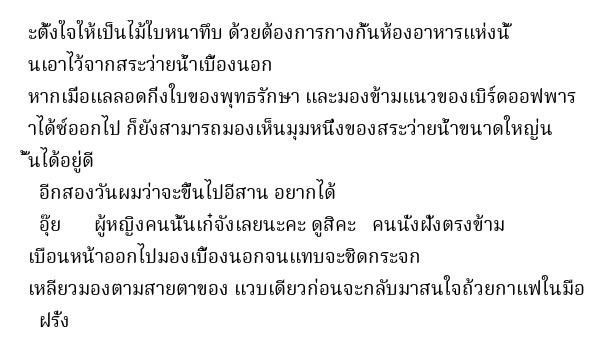 ะตั้งใจให้เป็นไม้ใบหนาทึบ ด้วยต้องการกางกั้นห้องอาหารแห่งนี้
นเอาไว้จากสระว่ายน้ำเบื้องนอก
หากเมื่อแลลอดกิ่งใบของพุทธรักษา และมองข้ามแนวของเบิร์ดออฟพาร
าไดซ์ออกไป ก็ยังสามารถมองเห็นมุมหนึ่งของสระว่ายน้ำขนาดใหญ่น
ั้นได้อยู่ดี
อีกสองวันผมว่าจะขึ้นไปอีสาน อยากได้
อุ๊ย ผู้หญิงคนนั้นเก๋จังเลยนะคะ ดูสิคะ คนนั่งฝั่งตรงข้าม
เบือนหน้าออกไปมองเบื้องนอกจนแทบจะชิดกระจก
เหลียวมองตามสายตาของ แวบเดียวก่อนจะกลับมาสนใจถ้วยกาแฟในมือ
ฝรั่ง